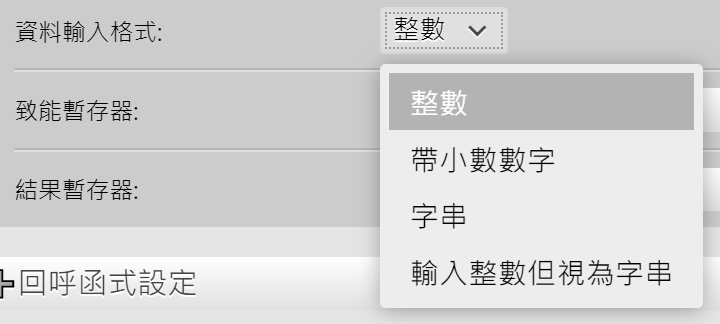 資料輸入格式:
整數
整數
致能暫存器:
帶小數數字
結果暫存器:
字串
輸入整數但視為字串
回呼函式設定